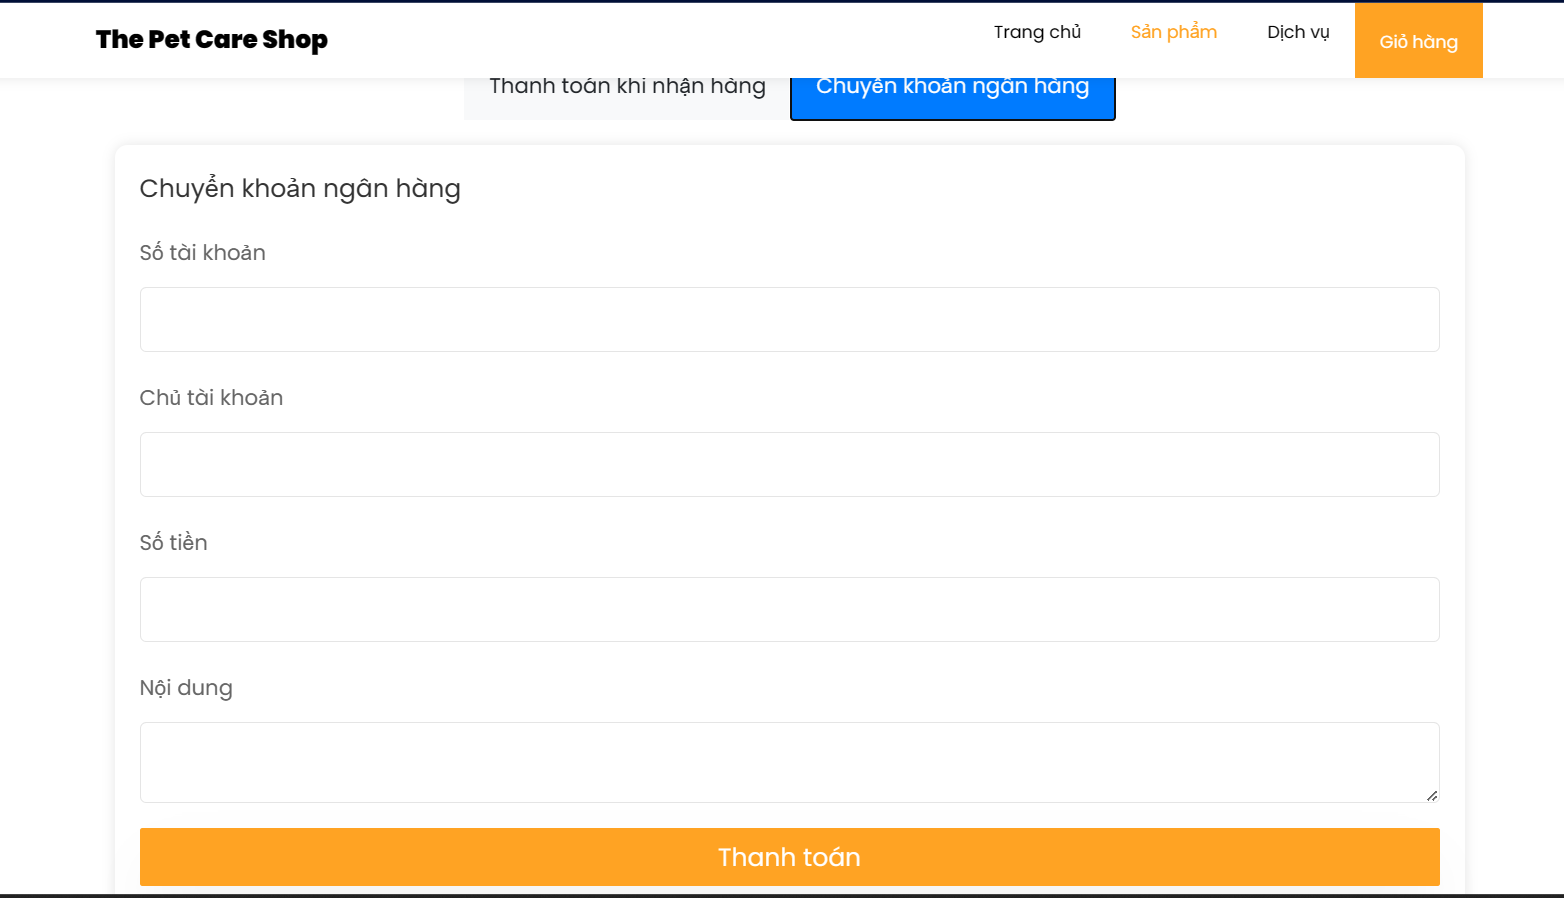 The Pet Care Shop
Trang chủ
Sản phẩm
Dịch vụ
Giỏ hàng
Thanh toán khi nhận hàng
Chuyển khoản ngân hàng
Chuyển khoản ngân hàng
Số tài khoản
Chủ tài khoản
Số tiền
Nội dung
Thanh toán